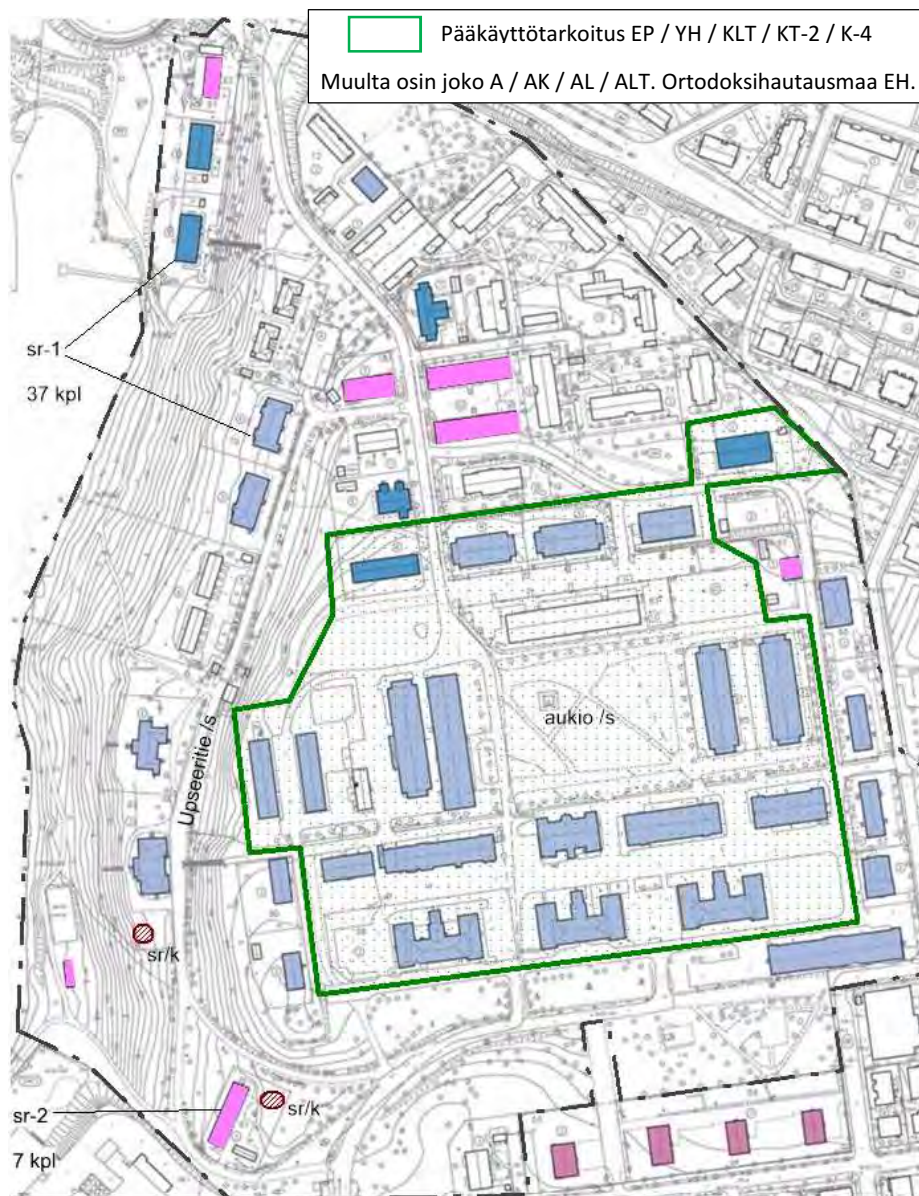 Pääkäyttötarkoitus EP / YH / KLT / KT-2 / K-4
Muulta osin joko A / AK / AL / ALT. Ortodoksihautausmaa EH.
sr-1
37 kpl
aukio /s
Upseeritie /s
sr/k
sr-2
sr/k
7 kpl